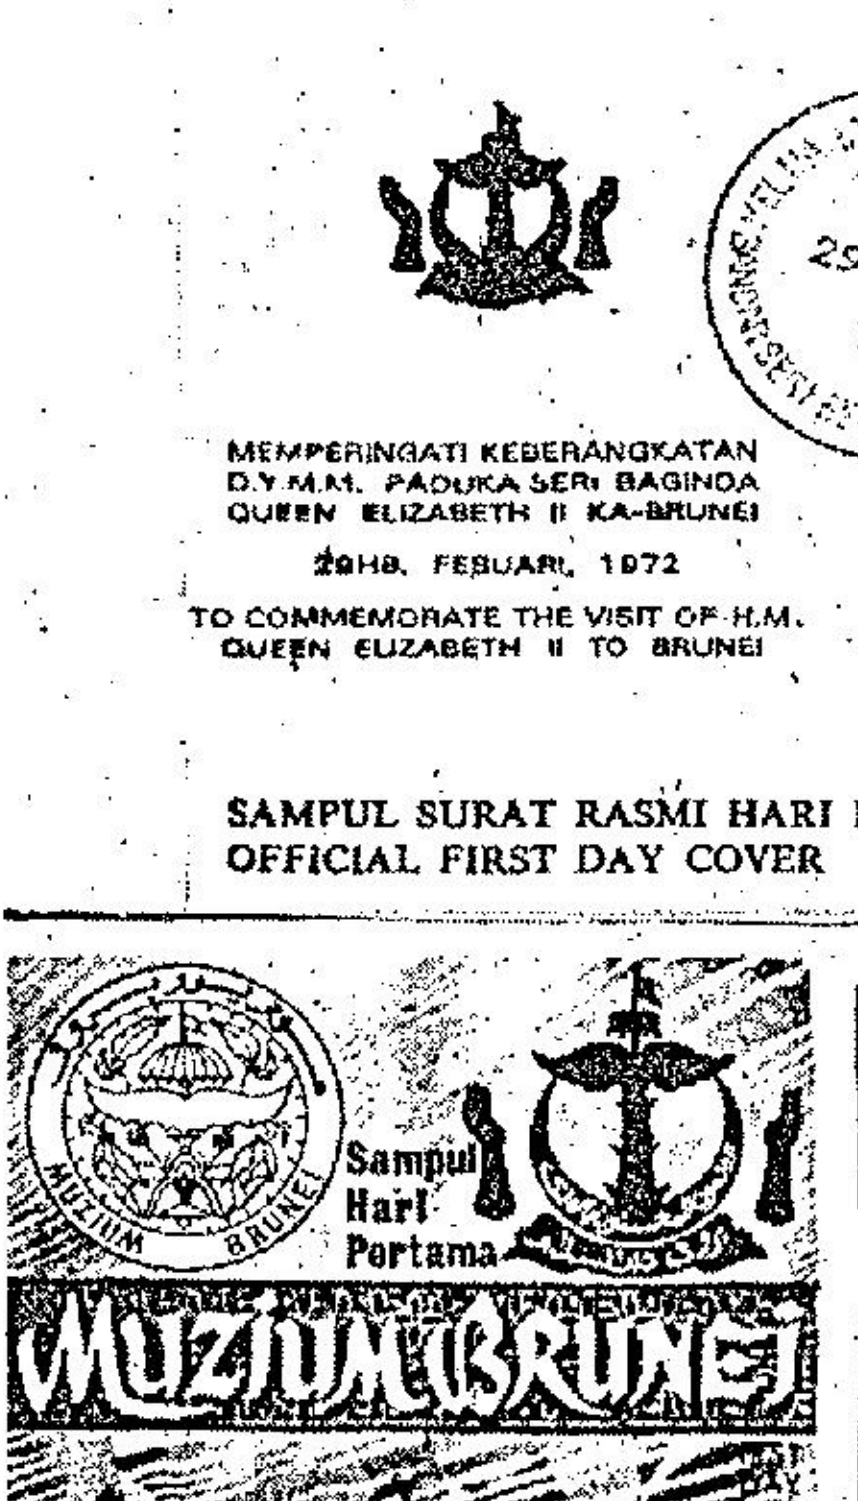 29
MEMPERINGATI KEBERANGKATAN
D.Y.M.M. PADUKA SERI BAGINDA
QUEEN ELIZABETH II KA-BRUNEI
29HB. FEBUARI, 1972
TO COMMEMORATE THE VISIT OF H.M.
QUEEN ELIZABETH II TO BRUNEI
SAMPUL SURAT RASMI HARI
OFFICIAL FIRST DAY COVER
MUZIUM BRUNEI
Sampul
Hari
Pertama
MUZIUM BRUNEI